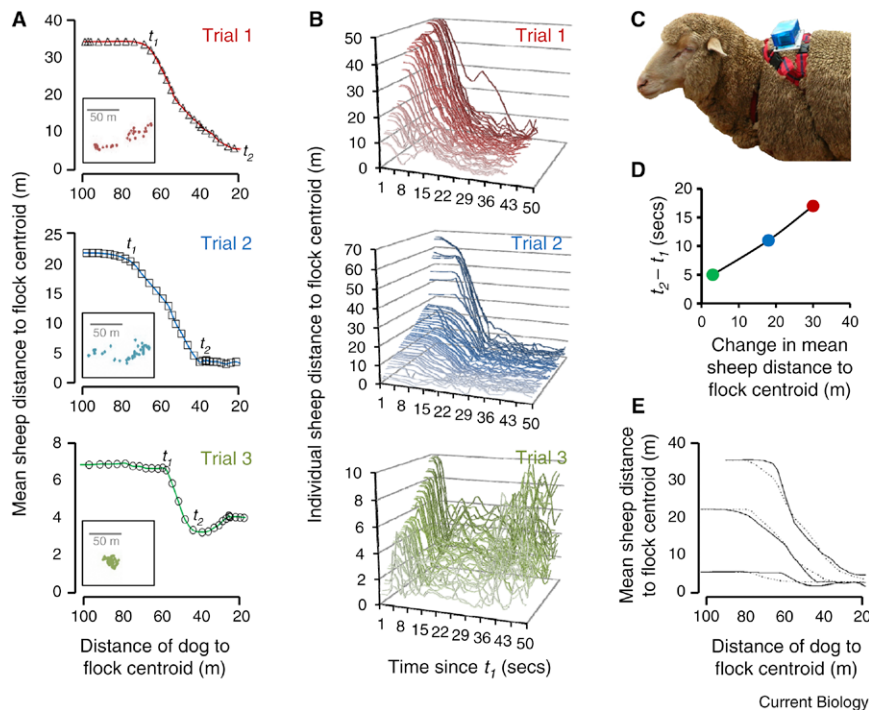 A
Mean sheep distance to flock centroid (m)
Trial 1
40
30
20
10
0
100 80 60 40 20
t1
t2
50 m
Trial 2
25
20
15
10
5
0
100 80 60 40 20
t1
t2
50 m
Trial 3
8
6
4
2
0
100 80 60 40 20
t1
t2
50 m
Distance of dog to
flock centroid (m)
B
Individual sheep distance to flock centroid (m)
Trial 1
50
40
30
20
10
0
1 8 15 22 29 36 43 50
Trial 2
70
60
50
40
30
20
10
0
1 8 15 22 29 36 43 50
Trial 3
12
10
8
6
4
2
0
1 8 15 22 29 36 43 50
Time since t1 (secs)
C
D
t2 – t1 (secs)
20
15
10
5
0
0 10 20 30 40
Change in mean
sheep distance to
flock centroid (m)
E
Mean sheep distance
to flock centroid (m)
40
30
20
10
0
100 80 60 40 20
Distance of dog to
flock centroid (m)
Current Biology